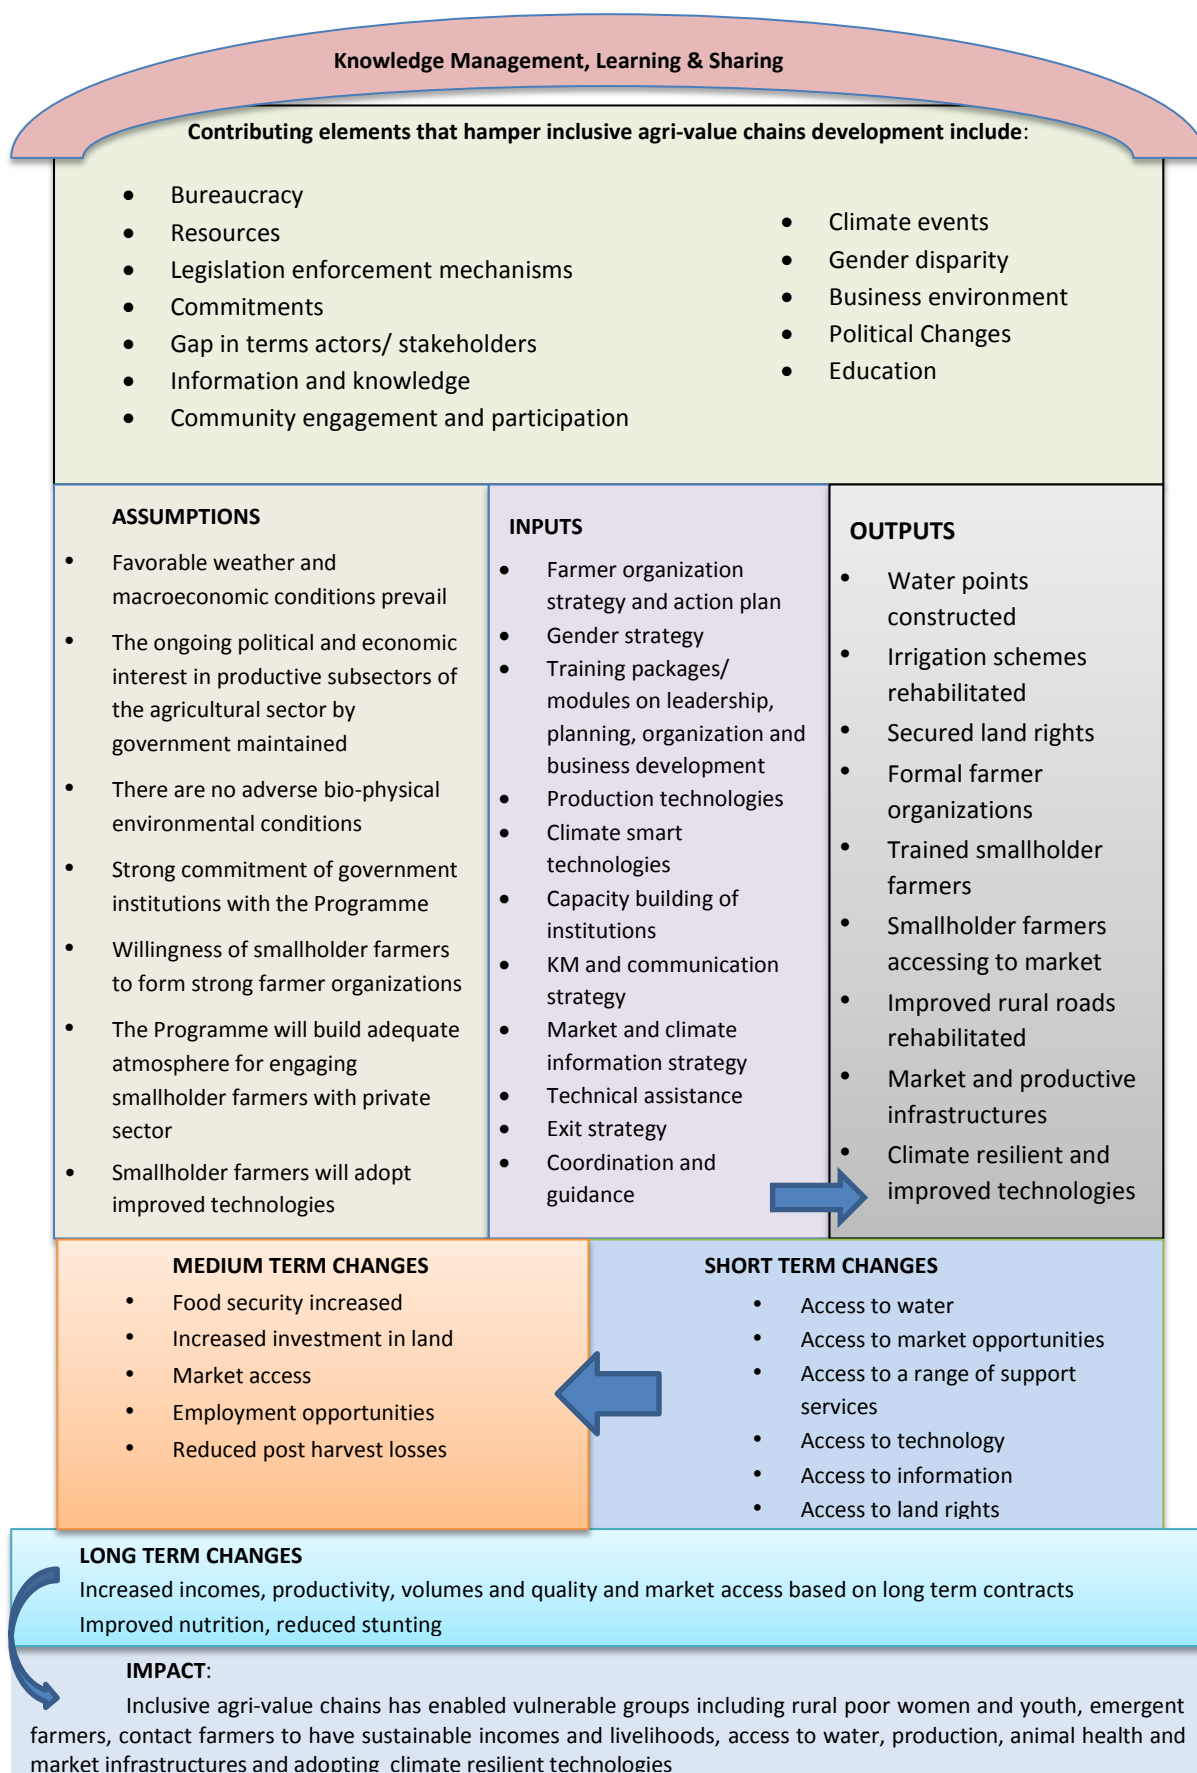 Knowledge Management, Learning & Sharing
Contributing elements that hamper inclusive agri-value chains development include:
• Bureaucracy
• Resources
• Legislation enforcement mechanisms
• Commitments
• Gap in terms actors/ stakeholders
• Information and knowledge
• Community engagement and participation
• Climate events
• Gender disparity
• Business environment
• Political Changes
• Education
ASSUMPTIONS
• Favorable weather and
macroeconomic conditions prevail
• The ongoing political and economic
interest in productive subsectors of
the agricultural sector by
government maintained
• There are no adverse bio-physical
environmental conditions
• Strong commitment of government
institutions with the Programme
• Willingness of smallholder farmers
to form strong farmer organizations
• The Programme will build adequate
atmosphere for engaging
smallholder farmers with private
sector
• Smallholder farmers will adopt
improved technologies
INPUTS
• Farmer organization
strategy and action plan
• Gender strategy
• Training packages/
modules on leadership,
planning, organization and
business development
• Production technologies
• Climate smart
technologies
• Capacity building of
institutions
• KM and communication
strategy
• Market and climate
information strategy
• Technical assistance
• Exit strategy
• Coordination and
guidance
OUTPUTS
• Water points
constructed
• Irrigation schemes
rehabilitated
• Secured land rights
• Formal farmer
organizations
• Trained smallholder
farmers
• Smallholder farmers
accessing to market
• Improved rural roads
rehabilitated
• Market and productive
infrastructures
• Climate resilient and
improved technologies
MEDIUM TERM CHANGES
• Food security increased
• Increased investment in land
• Market access
• Employment opportunities
• Reduced post harvest losses
SHORT TERM CHANGES
• Access to water
• Access to market opportunities
• Access to a range of support
services
• Access to technology
• Access to information
• Access to land rights
LONG TERM CHANGES
Increased incomes, productivity, volumes and quality and market access based on long term contracts
Improved nutrition, reduced stunting
IMPACT:
Inclusive agri-value chains has enabled vulnerable groups including rural poor women and youth, emergent
farmers, contact farmers to have sustainable incomes and livelihoods, access to water, production, animal health and
market infrastructures and adopting climate resilient technologies